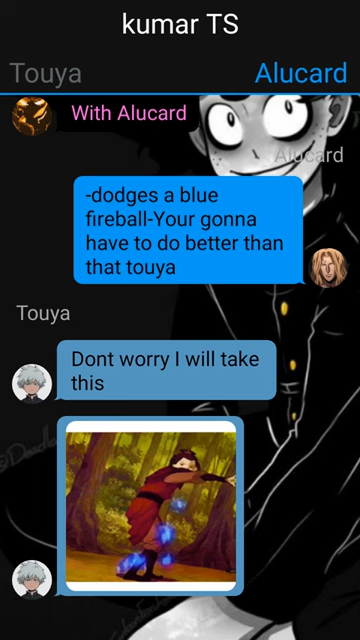 kumar TS
Touya
Alucard
With Alucard
Alucard
-dodges a blue
fireball-Your gonna
have to do better than
that touya
Touya
Dont worry I will take
this